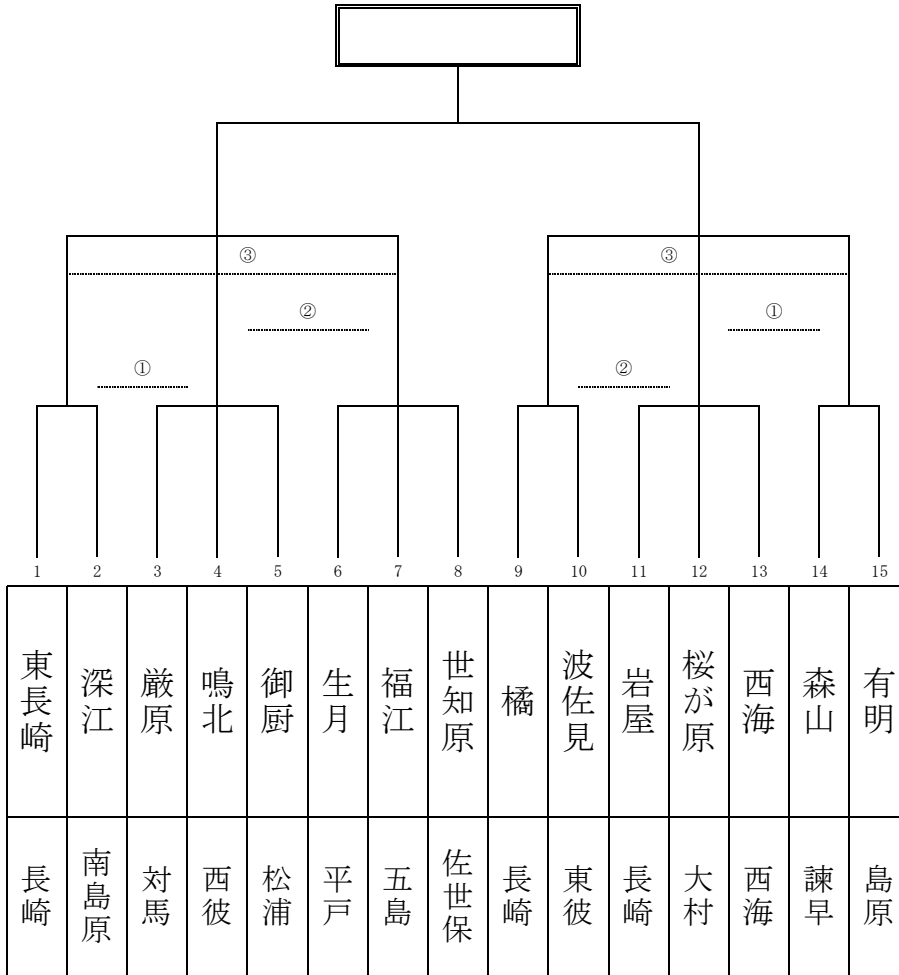 ③ ③
② ①
① ②
1 2 3 4 5 6 7 8 9 10 11 12 13 14 15
東長崎 深江 厳原 鳴北 御厨 生月 福江 世知原 橘 波佐見 岩屋 桜が原 西海 森山 有明
長崎 南島原 対馬 西彼 松浦 平戸 五島 佐世保 長崎 東彼 長崎 大村 西海 諫早 島原